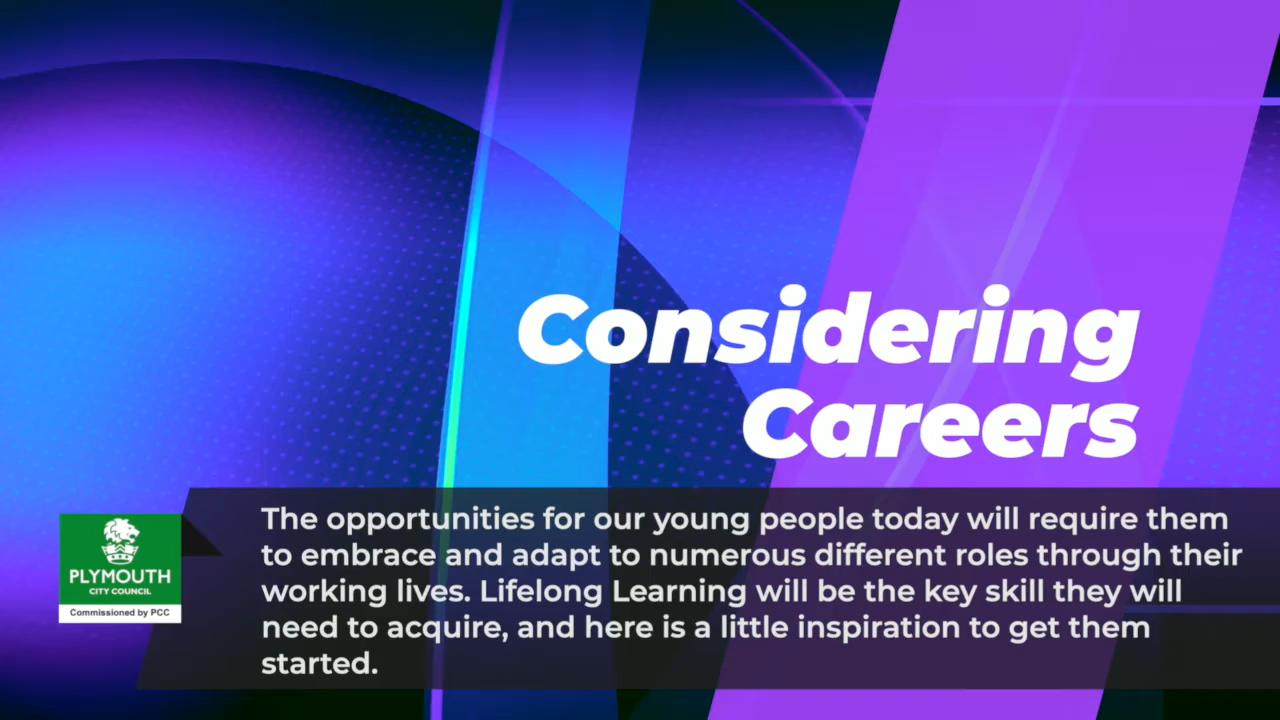 Considering
Careers
The opportunities for our young people today will require them
to embrace and adapt to numerous different roles through their
working lives. Lifelong Learning will be the key skill they will
need to acquire, and here is a little inspiration to get them
started.
PLYMOUTH
CITY COUNCIL
Commissioned by PCC